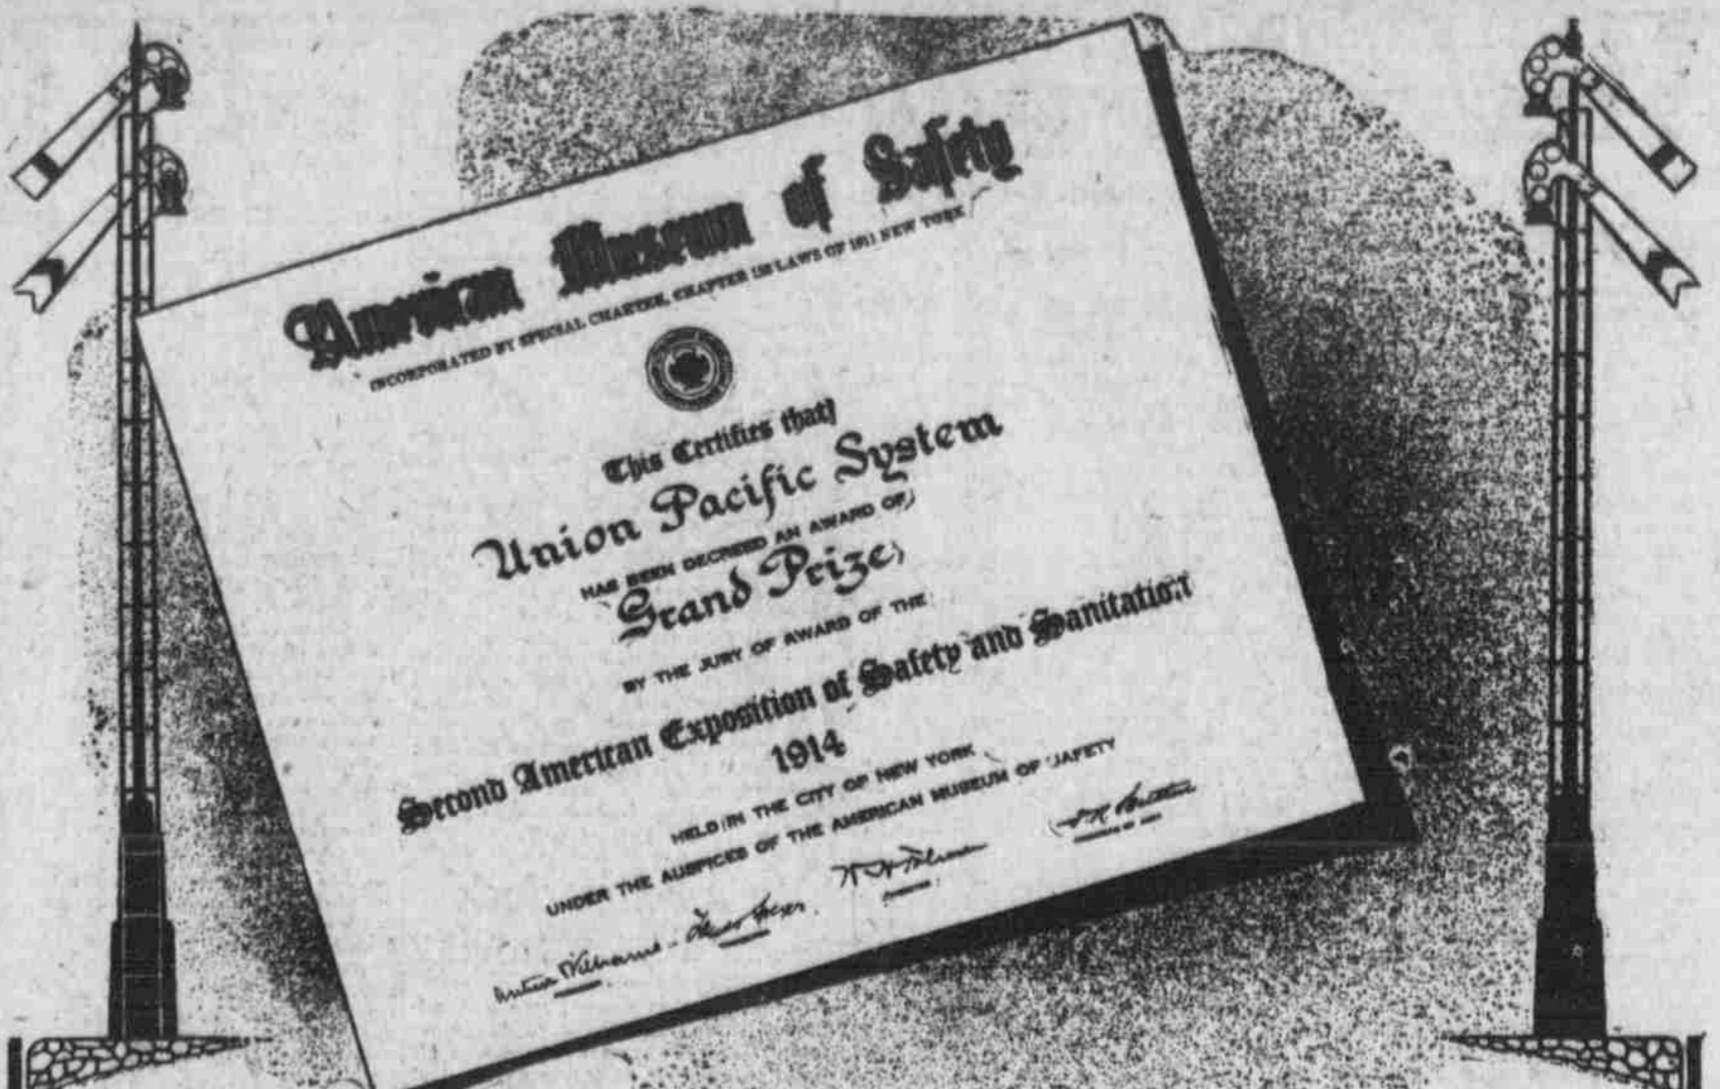 American Museum of Safety
INCORPORATED BY SPECIAL CHARTER, CHAPTER LAWS OF 1911 NEW YORK
This Certifies that
Union Pacific System
HAS BEEN DECREED AN AWARD OF
Grand Prize
BY THE JURY OF AWARD OF THE
Second American Exposition of Safety and Sanitation
1914
HELD IN THE CITY OF NEW YORK
UNDER THE AUSPICES OF THE AMERICAN MUSEUM OF SAFETY
Arthur Williams